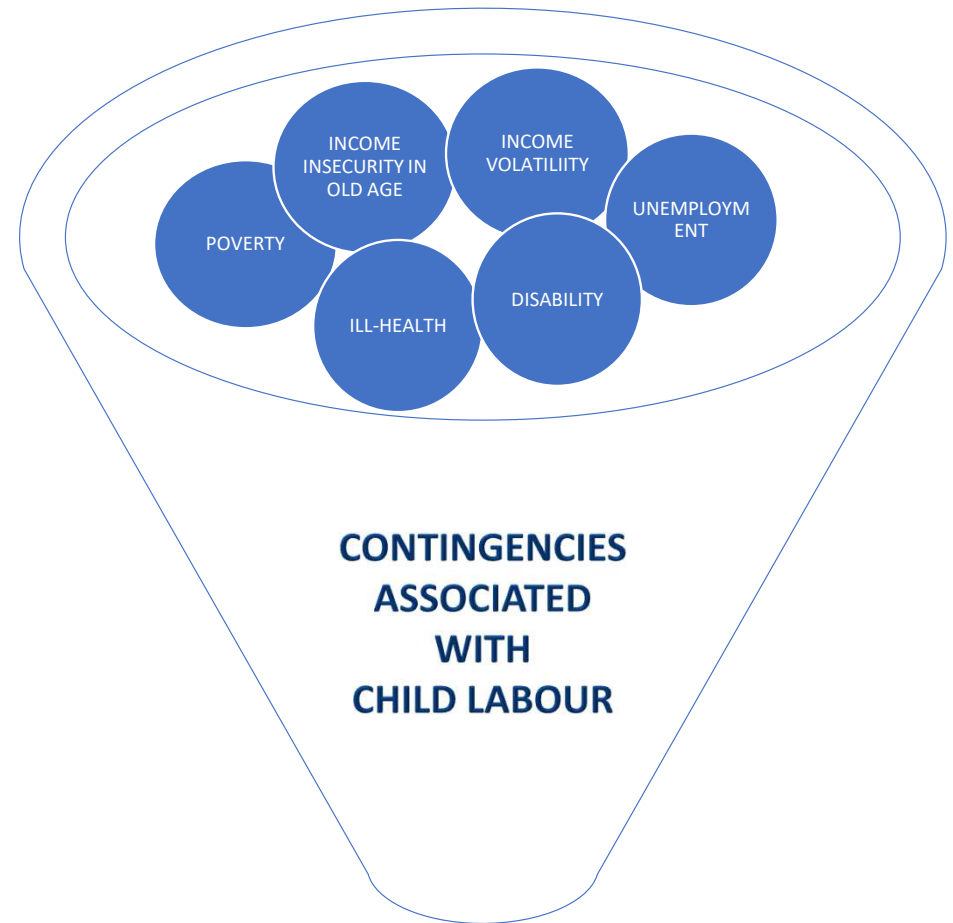 INCOME
INSECURITY IN
OLD AGE
INCOME
VOLATILIITY
UNEMPLOYM
ENT
POVERTY
ILL-HEALTH
DISABILITY
CONTINGENCIES
ASSOCIATED
WITH
CHILD LABOUR